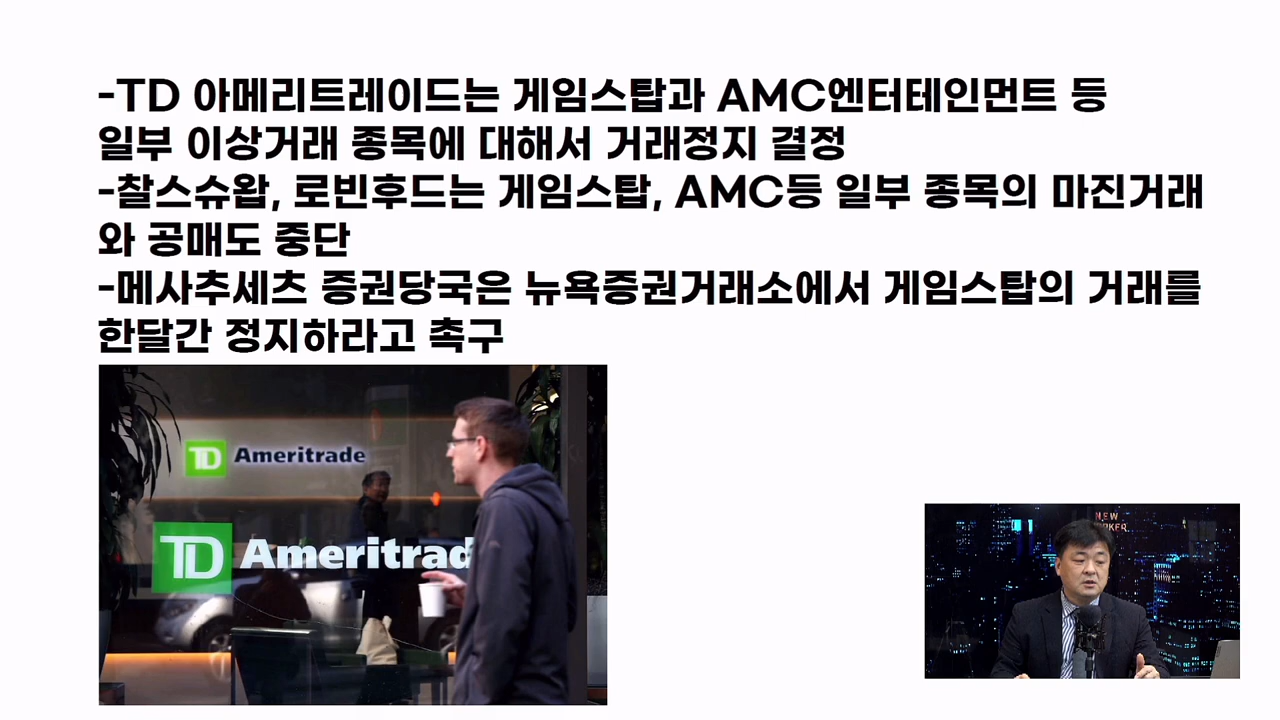 -TD 아메리트레이드는 게임스탑과 AMC엔터테인먼트 등
일부 이상거래 종목에 대해서 거래정지 결정
-찰스슈왑, 로빈후드는 게임스탑, AMC등 일부 종목의 마진거래
와 공매도 중단
-메사추세츠 증권당국은 뉴욕증권거래소에서 게임스탑의 거래를
한달간 정지하라고 촉구
TD Ameritrade
TD Ameritrad
NEW